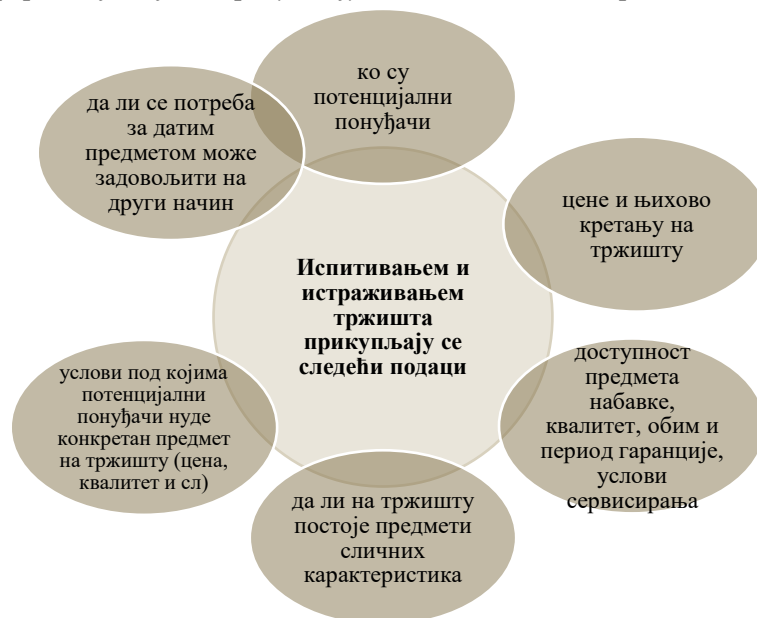 ко су
потенцијални
понуђачи
цене и њихово
кретању на
тржишту
доступност
предмета
набавке,
квалитет, обим и
период гаранције,
услови
сервисирања
да ли на тржишту
постоје предмети
сличних
карактеристика
услови под којима
потенцијални
понуђачи нуде
конкретан предмет
на тржишту (цена,
квалитет и сл)
да ли се потреба
за датим
предметом може
задовољити на
други начин
Испитивањем и
истраживањем
тржишта
прикупљају се
следећи подаци